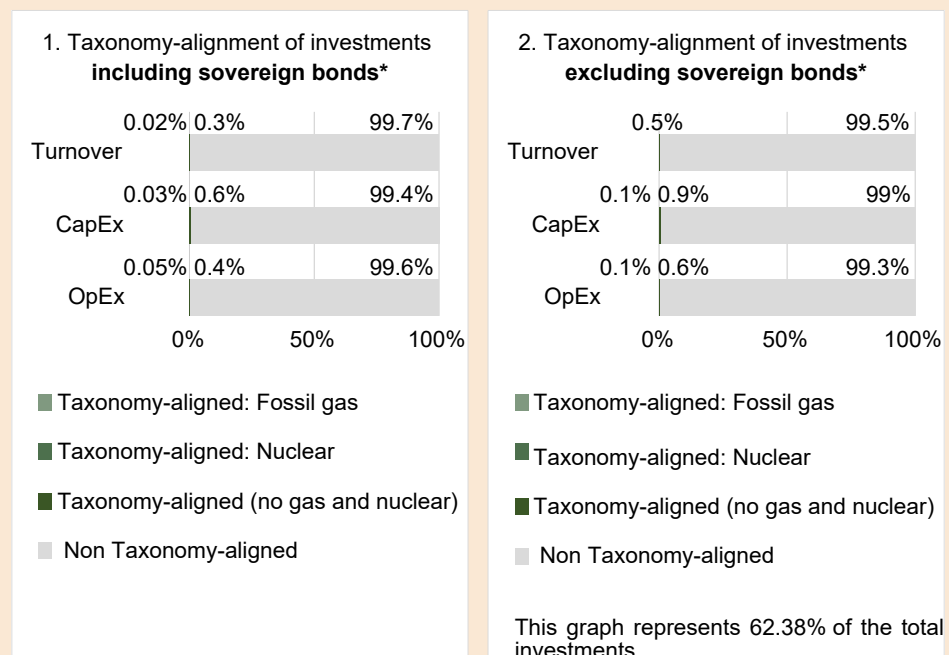 1. Taxonomy-alignment of investments
including sovereign bonds*
0.02% 0.3% 99.7%
Turnover
0.03% 0.6% 99.4%
CapEx
0.05% 0.4% 99.6%
OpEx
0% 50% 100%
Taxonomy-aligned: Fossil gas
Taxonomy-aligned: Nuclear
Taxonomy-aligned (no gas and nuclear)
Non Taxonomy-aligned
2. Taxonomy-alignment of investments
excluding sovereign bonds*
0.5% 99.5%
Turnover
0.1% 0.9% 99%
CapEx
0.1% 0.6% 99.3%
OpEx
0% 50% 100%
Taxonomy-aligned: Fossil gas
Taxonomy-aligned: Nuclear
Taxonomy-aligned (no gas and nuclear)
Non Taxonomy-aligned
This graph represents 62.38% of the total
investments